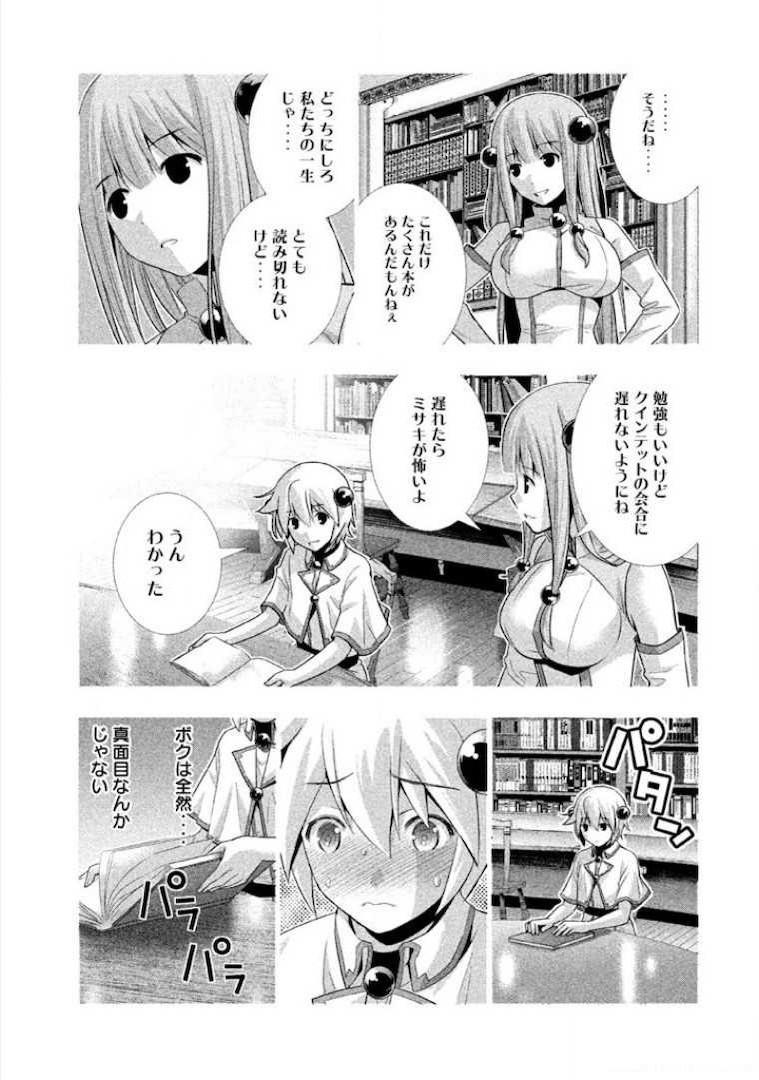 ・・・・・
そうだね・・・
これだけ
たくさん本が
あるんだもんねぇ
どっちにしろ
私たちの一生
じゃ・・・・
とても
読み切れない
けど・・・・
勉強もいいけど
クインテットの会合に
遅れないようにね
遅れたら
ミサキが怖いよ
うん
わかった
パタン
ボクは全然・・・
真面目なんか
じゃない
パラ
パラ